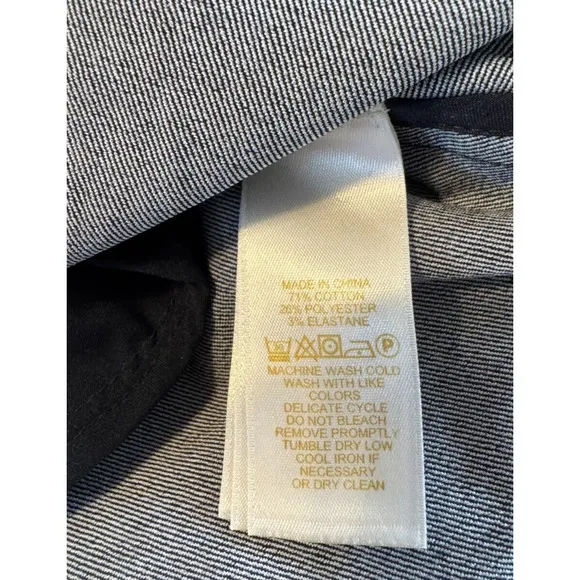 MADE IN CHINA
71% COTTON
26% POLYESTER
3% ELASTANE
P
MACHINE WASH COLD
WASH WITH LIKE
COLORS
DELICATE CYCLE
DO NOT BLEACH
REMOVE PROMPTLY
TUMBLE DRY LOW
COOL IRON IF
NECESSARY
OR DRY CLEAN